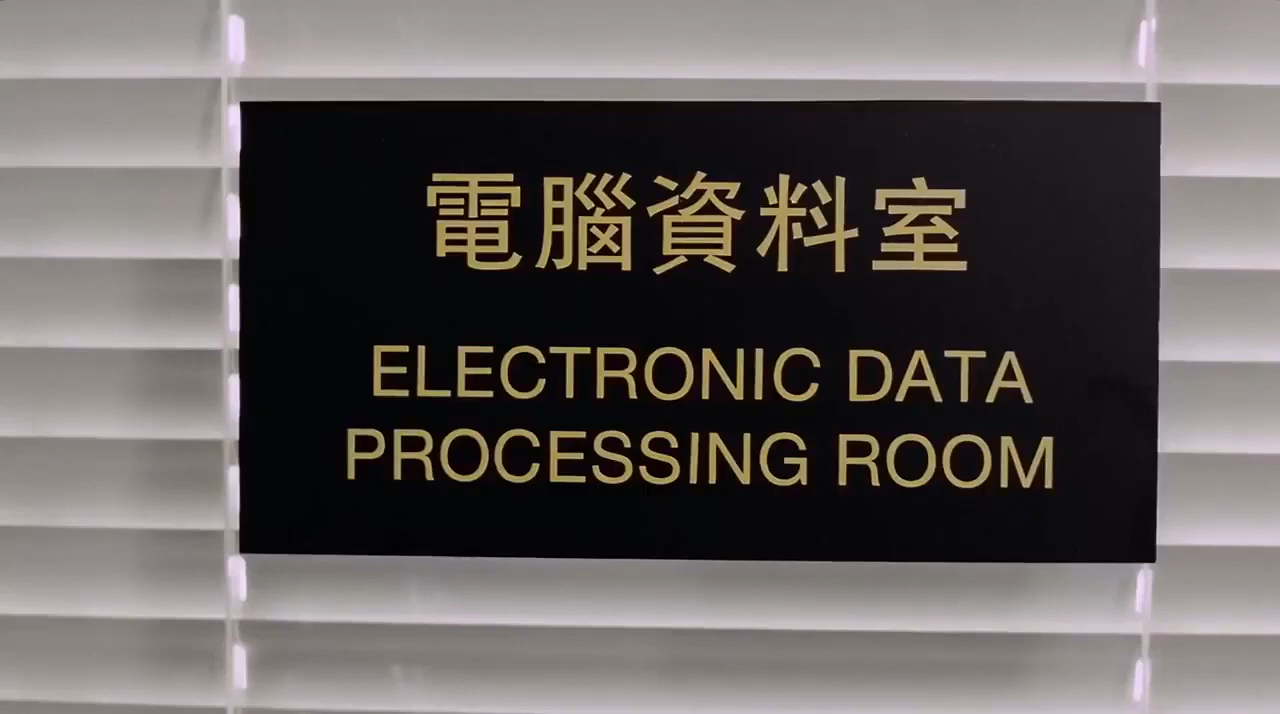 電腦資料室
ELECTRONIC DATA
PROCESSING ROOM